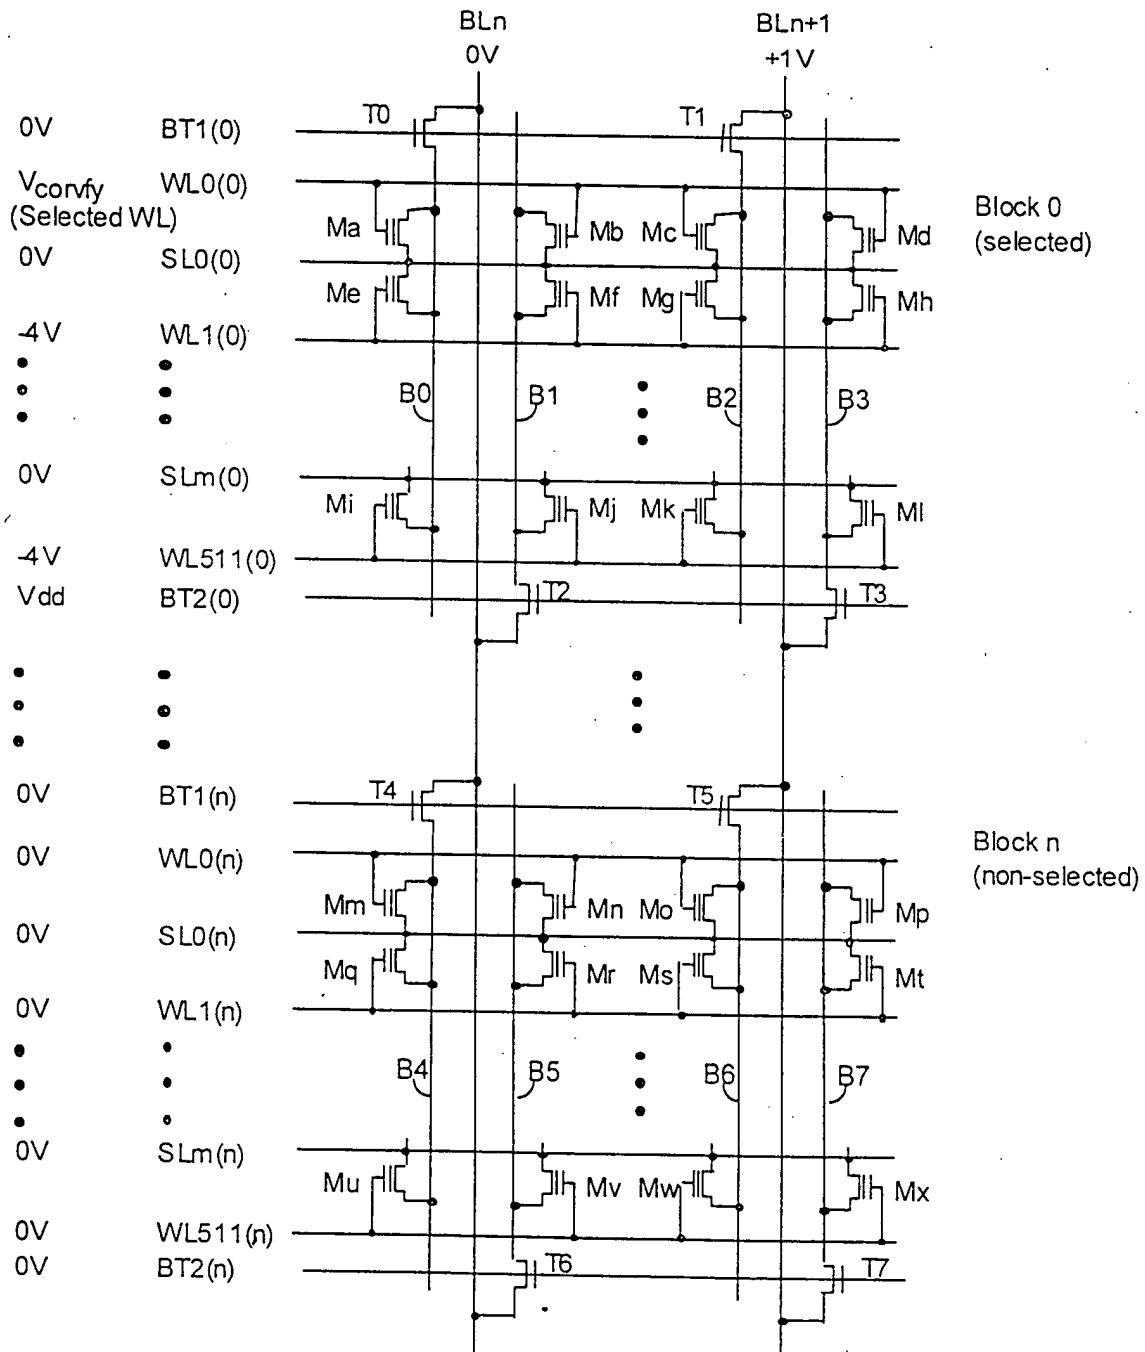 BLn BLn+1
0V +1V
0V BT1(0) T0 T1
Vcorvfy WL0(0)
(Selected WL) Ma Mb Mc Md Block 0
(selected)
0V SL0(0)
Me Mf Mg Mh
-4V WL1(0)
B0 B1 B2 B3
0V SLm(0)
Mi Mj Mk Ml
-4V WL511(0)
Vdd BT2(0) T2 T3
0V BT1(n) T4 T5
0V WL0(n) Block n
(non-selected)
Mm Mn Mo Mp
0V SL0(n)
Mq Mr Ms Mt
0V WL1(n)
B4 B5 B6 B7
0V SLm(n)
Mu Mv Mw Mx
0V WL511(n)
0V BT2(n) T6 T7